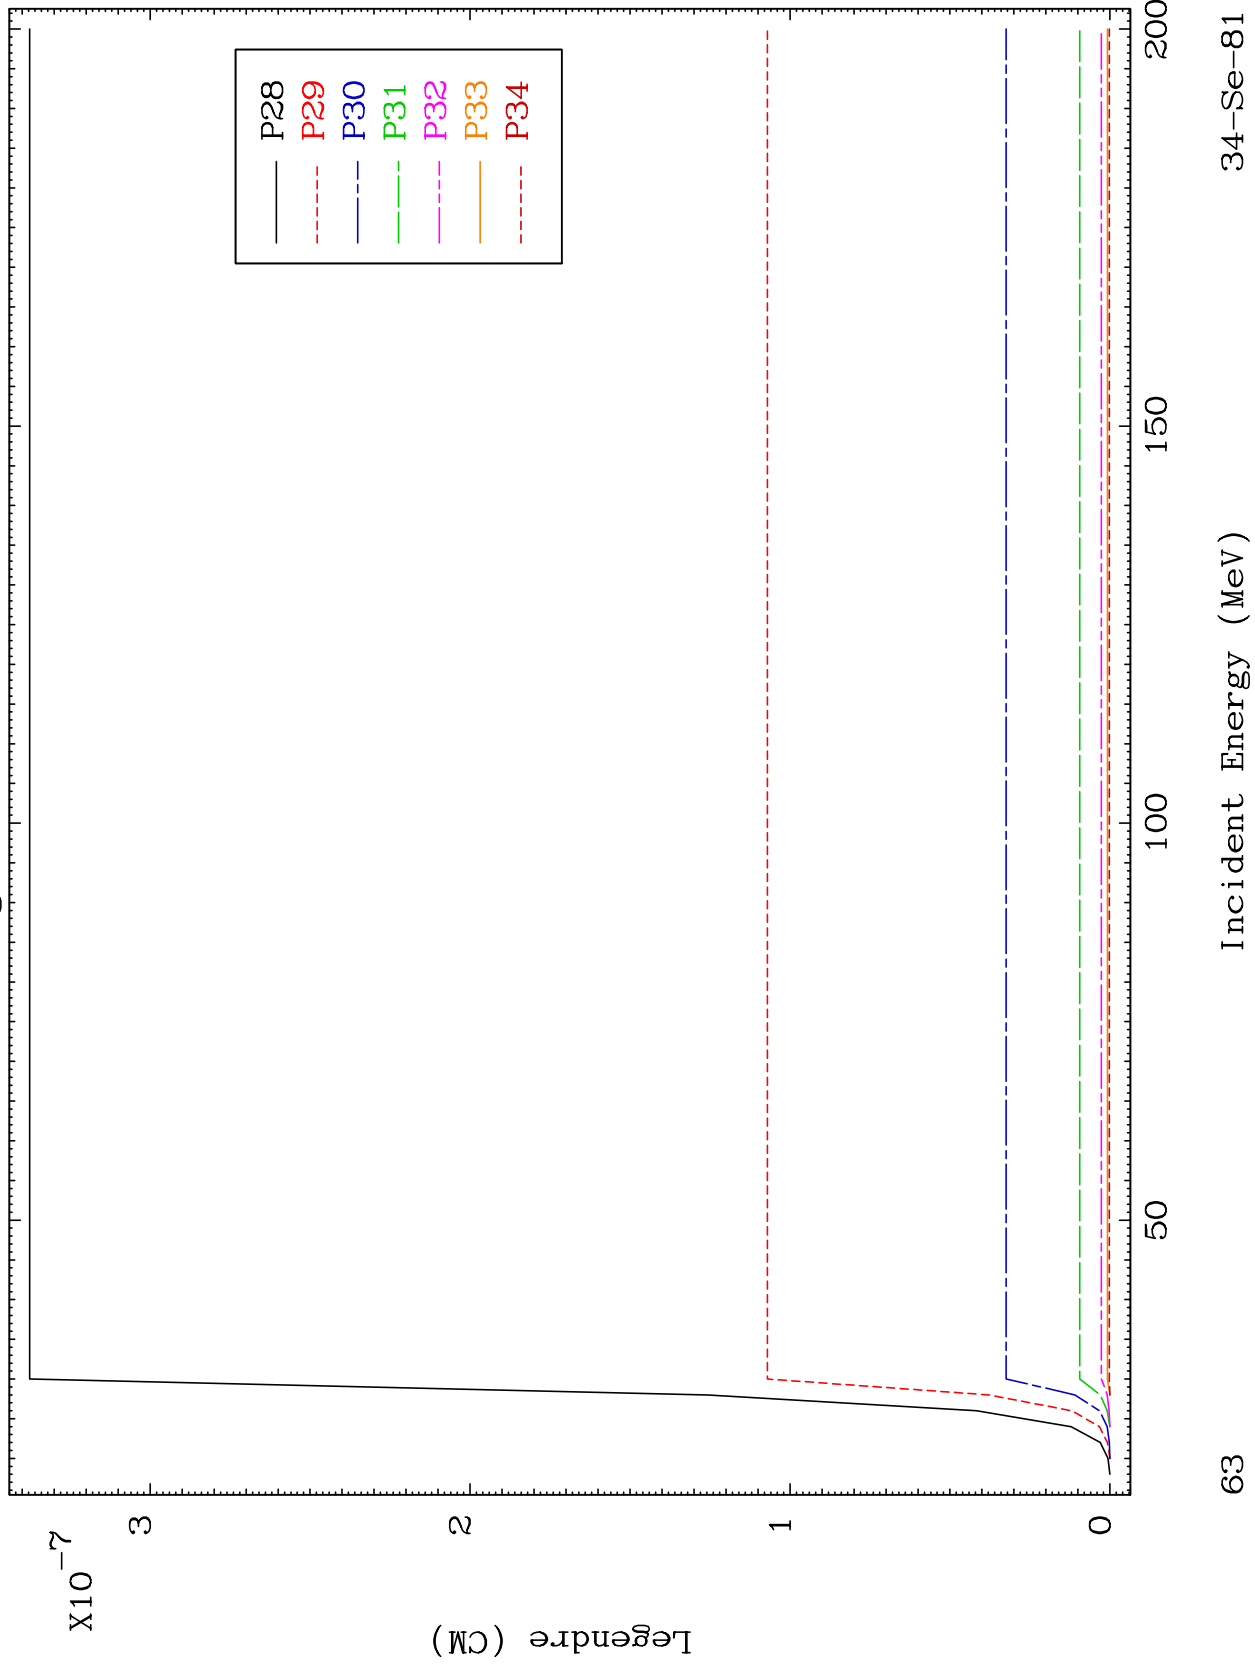 X10-7
3
2
1
0
Legendre (CM)
P28
P29
P30
P31
P32
P33
P34
50
100
150
200
Incident Energy (MeV)
63
34-Se-81